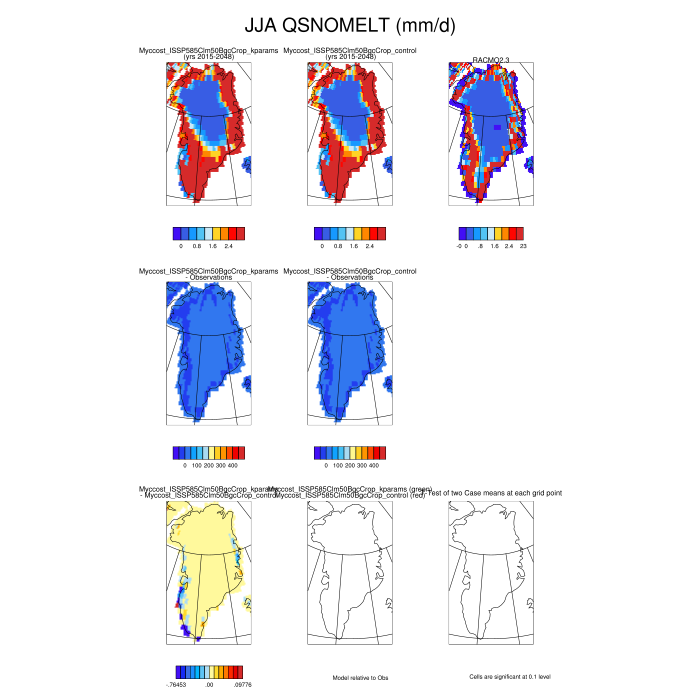 JJA QSNOMELT (mm/d)
Myccost_ISSP585Clm50BgcCrop_kparams
(yrs 2015-2048)
Myccost_ISSP585Clm50BgcCrop_control
(yrs 2015-2048)
RACMO2.3
0 0.8 1.6 2.4
0 0.8 1.6 2.4
-0 0 .8 1.6 2.4 23
Myccost_ISSP585Clm50BgcCrop_kparams
- Observations
Myccost_ISSP585Clm50BgcCrop_control
- Observations
0 100 200 300 400
0 100 200 300 400
Myccost_ISSP585Clm50BgcCrop_kparams
- Myccost_ISSP585Clm50BgcCrop_control
Myccost_ISSP585Clm50BgcCrop_kparams (green)
Myccost_ISSP585Clm50BgcCrop_control (red)
T-Test of two Case means at each grid point
-.76453 .00 .09776
Model relative to Obs
Cells are significant at 0.1 level